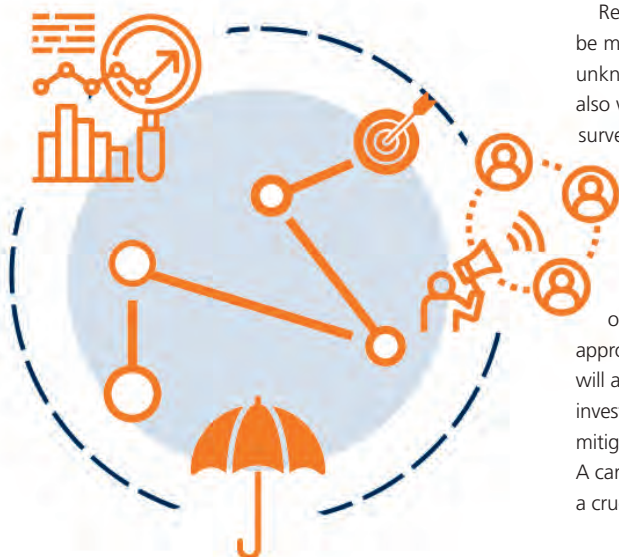 Re
be m
unkn
also v
surve
o
appro
will a
invest
mitig
A car
a cru